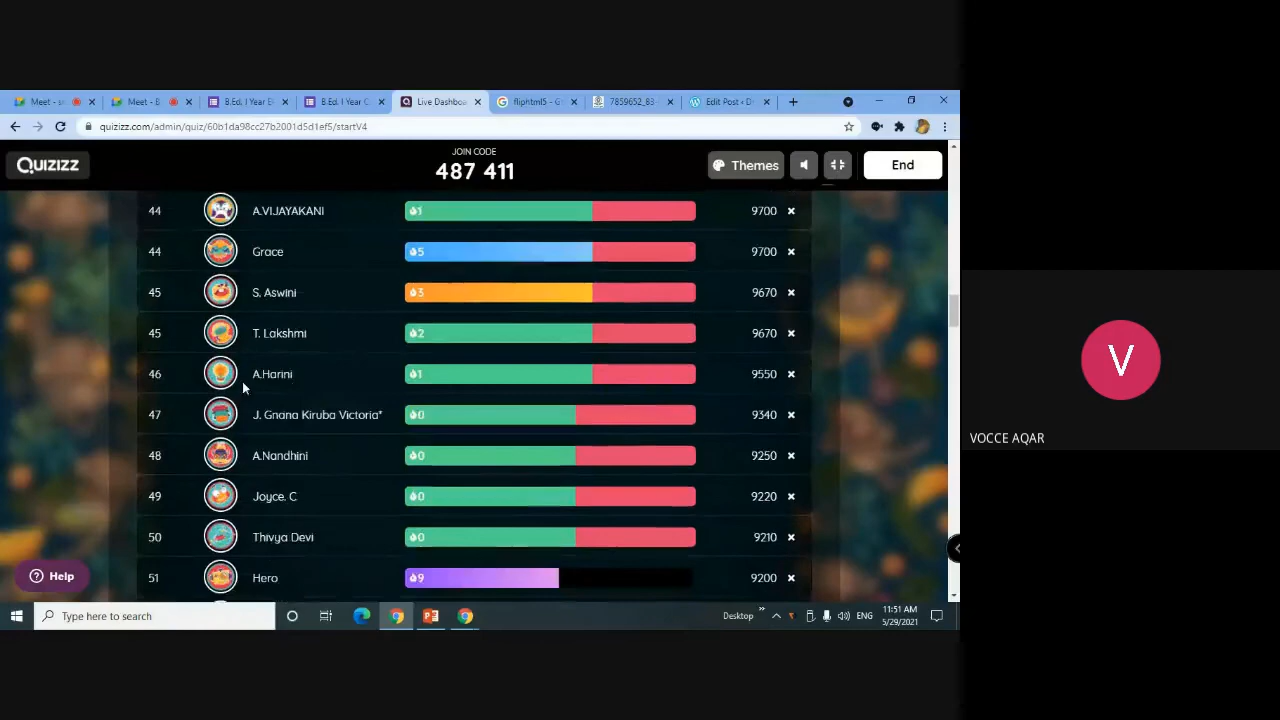 Meet - s
Meet - B
B.Ed, I Year E
B.Ed, I Year C
Live Dashboa
fliphtml5 - G
7859652_83-
Edit Post ‹ D
quizizz.com/admin/quiz/60b1da98cc27b2001d5d1ef5/startV4
Quizizz
JOIN CODE
487 411
Themes
End
44 A.VIJAYAKANI 1 9700
44 Grace 5 9700
45 S. Aswini 3 9670
45 T. Lakshmi 2 9670
46 A.Harini 1 9550
47 J. Gnana Kiruba Victoria* 0 9340
48 A.Nandhini 0 9250
49 Joyce. C 0 9220
50 Thivya Devi 0 9210
51 Hero 9 9200
Help
V
VOCCE AQAR
Type here to search
Desktop
ENG
11:51 AM
5/29/2021